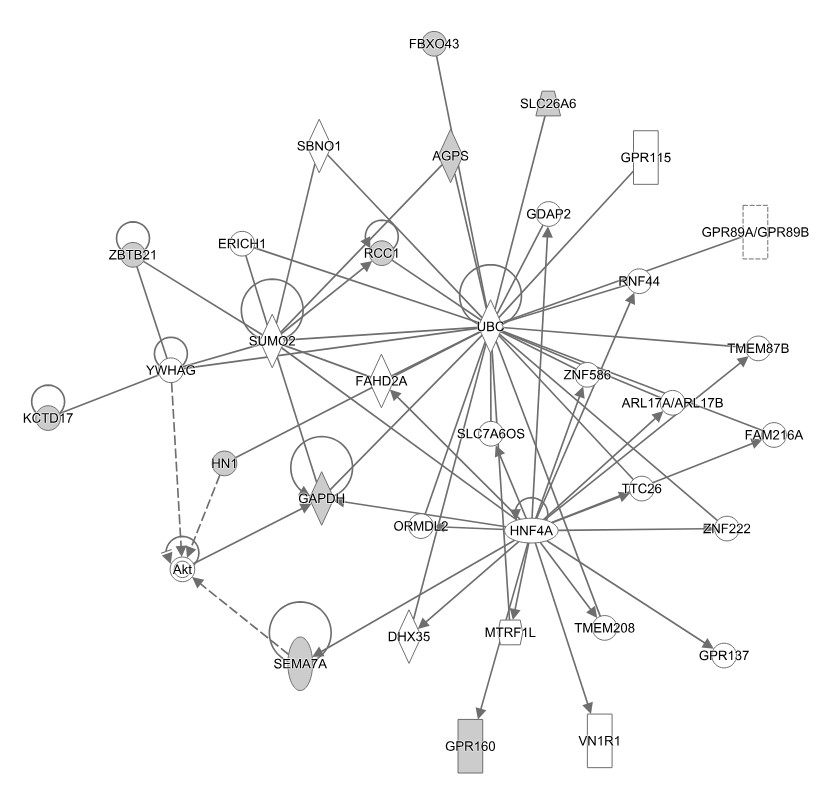 FBXO43
SLC26A6
SBNO1
AGPS
GPR115
GDAP2
GPR89A/GPR89B
ERICH1
ZBTB21
RCC1
RNF44
UBC
SUMO2
TMEM87B
YWHAG
FAHD2A
ZNF586
ARL17A/ARL17B
KCTD17
SLC7A6OS
FAM216A
HN1
TTC26
GAPDH
ORMDL2
HNF4A
ZNF222
Akt
DHX35
MTRF1L
TMEM208
GPR137
SEMA7A
GPR160
VN1R1